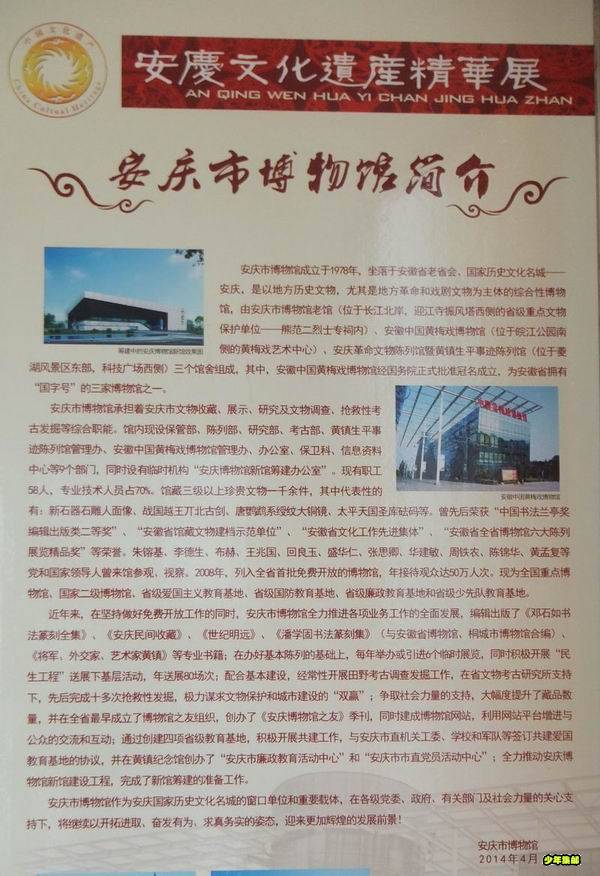 中国文化遗产
China Cultual Heritage
安慶文化遺産精華展
AN QING WEN HUA YI CHAN JING HUA ZHAN
安庆市博物馆简介
安庆市博物馆成立于1978年，坐落于安徽省老省会、国家历史文化名城——
安庆，是以地方历史文物，尤其是地方革命和戏剧文物为主体的综合性博物
馆，由安庆市博物馆老馆（位于长江北岸，迎江寺振风塔西侧的省级重点文物
保护单位——熊范二烈士专祠内）、安徽中国黄梅戏博物馆（位于皖江公园南
侧的黄梅戏艺术中心）、安庆革命文物陈列馆暨黄镇生平事迹陈列馆（位于菱
筹建中的安庆博物馆新馆效果图
湖风景区东部，科技广场西侧）三个馆舍组成，其中，安徽中国黄梅戏博物馆经国务院正式批准冠名成立，为安徽省拥有
“国字号”的三家博物馆之一。
安庆市博物馆承担着安庆市文物收藏、展示、研究及文物调查、抢救性考
古发掘等综合职能。馆内现设保管部、陈列部、研究部、考古部、黄镇生平事
迹陈列馆管理办、安徽中国黄梅戏博物馆管理办、办公室、保卫科、信息资料
中心等9个部门，同时设有临时机构“安庆博物馆新馆筹建办公室”。现有职工
58人，专业技术人员占70%。馆藏三级以上珍贵文物一千余件，其中代表性的
安徽中国黄梅戏博物馆
有：新石器石雕人面像、战国越王丌北古剑、唐鹦鹉系绶纹大铜镜、太平天国圣库砝码等。曾先后荣获“中国书法兰亭奖
编辑出版类二等奖”、“安徽省馆藏文物建档示范单位”、“安徽省文化工作先进集体”、“安徽省全省博物馆六大陈列
展览精品奖”等荣誉。朱镕基、李德生、布赫、王兆国、回良玉、盛华仁、张思卿、华建敏、周铁农、陈锦华、黄孟复等
党和国家领导人曾来馆参观、视察。2008年，列入全省首批免费开放的博物馆，年接待观众达50万人次。现为全国重点博
物馆、国家二级博物馆、省级爱国主义教育基地、省级国防教育基地、省级廉政教育基地和省级少先队教育基地。
近年来，在坚持做好免费开放工作的同时，安庆市博物馆全力推进各项业务工作的全面发展，编辑出版了《邓石如书
法篆刻全集》、《安庆民间收藏》、《世纪明远》、《潘学固书法篆刻集》（与安徽省博物馆、桐城市博物馆合编）、
《将军、外交家、艺术家黄镇》等专业书籍；在办好基本陈列的基础上，每年举办或引进6个临时展览，同时积极开展“民
生工程”送展下基层活动，年送展80场次；配合基本建设，经常性开展田野考古调查发掘工作，在省文物考古研究所支持
下，先后完成十多次抢救性发掘，极力谋求文物保护和城市建设的“双赢”；争取社会力量的支持，大幅度提升了藏品数
量，并在全省最早成立了博物馆之友组织，创办了《安庆博物馆之友》季刊，同时建成博物馆网站，利用网站平台增进与
公众的交流和互动；通过创建四项省级教育基地，积极开展共建工作，与安庆市直机关工委、学校和军队等签订共建爱国
教育基地的协议，并在黄镇纪念馆创办了“安庆市廉政教育活动中心”和“安庆市市直党员活动中心”；全力推动安庆博
物馆新馆建设工程，完成了新馆筹建的准备工作。
安庆市博物馆作为安庆国家历史文化名城的窗口单位和重要载体，在各级党委、政府、有关部门及社会力量的关心支
持下，将继续以开拓进取、奋发有为、求真务实的姿态，迎来更加辉煌的发展前景！
安庆市博物馆
2014年4月
少年集邮